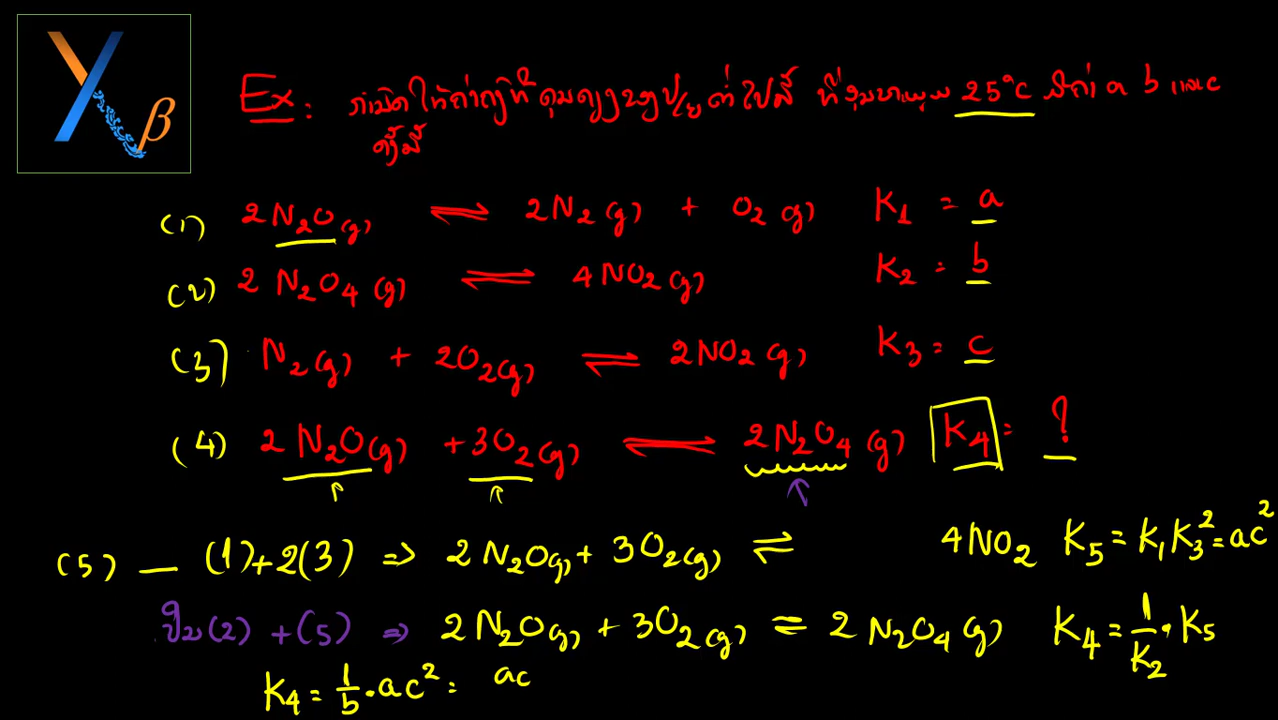 Xβ
Ex: ກຳນົດໃຫ້ຄ່າຄົງທີ່ດຸນດ່ຽງຂອງປະຕິ ຕໍ່ໄປນີ້ ທີ່ອຸນຫະພູມ 25°C ມີຄ່າ a b ແລະ c
ດັ່ງນີ້
(1) 2N₂O(g) ⇌ 2N₂(g) + O₂(g) K₁ = a
(2) 2N₂O₄(g) ⇌ 4NO₂(g) K₂ = b
(3) N₂(g) + 2O₂(g) ⇌ 2NO₂(g) K₃ = c
(4) 2N₂O(g) + 3O₂(g) ⇌ 2N₂O₄(g) K₄ = ?
(5) — (1)+2(3) ⇒ 2N₂O(g) + 3O₂(g) ⇌ 4NO₂ K₅ = K₁K₃² = ac²
(2) + (5) ⇒ 2N₂O(g) + 3O₂(g) ⇌ 2N₂O₄(g) K₄ = 1/K₂ · K₅
K₄ = 1/b · ac² = ac